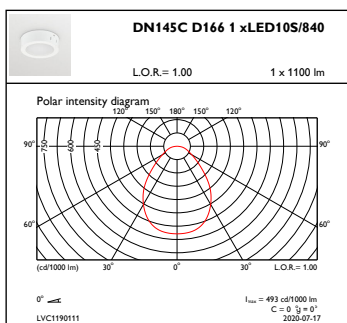 DN145C D166 1 xLED10S/840
L.O.R.= 1.00 1 x 1100 lm
Polar intensity diagram
120° 150° 180° 150° 120°
90° 750 600 450 90°
60° 60°
(cd/1000 lm) 30° 0° 30° L.O.R.= 1.00
0° Imax = 493 cd/1000 lm
C = 0 °g = 0°
LVC1190111 2020-07-17